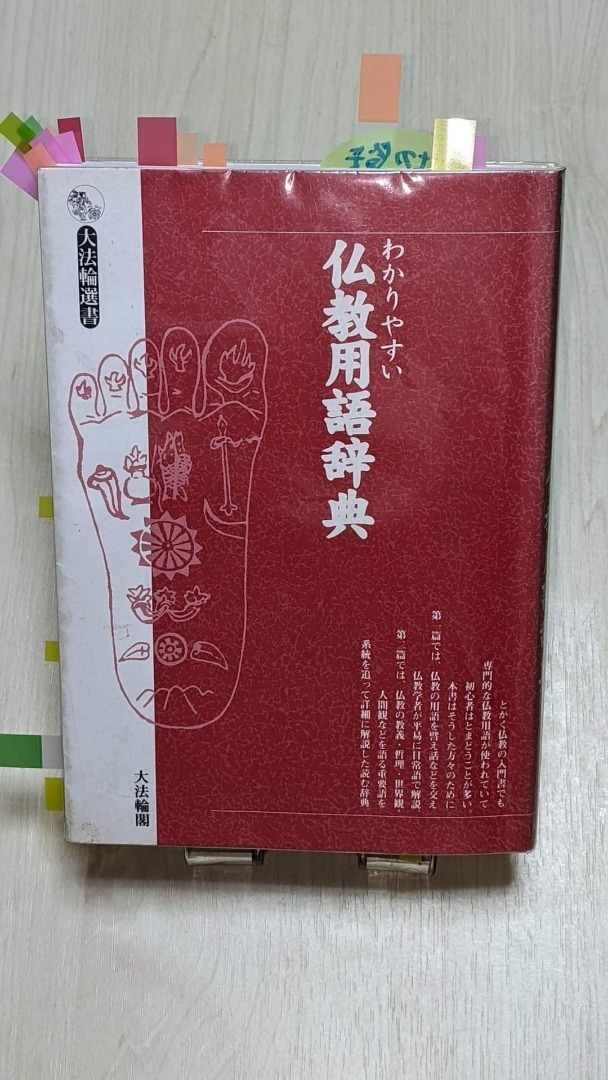 大法輪選書
わかりやすい
仏教用語辞典
とかく仏教の入門書でも
専門的な仏教用語が使われていて
初心者はとまどうことが多い。
本書はそうした方々のために
第一篇では、仏教の用語を譬え話などを交え
仏教学者が平易に日常語で解説。
第二篇では、仏教の教義・哲理・世界観・
人間観などを語る重要語を
系統を追って詳細に解説した読む辞典。
大法輪閣